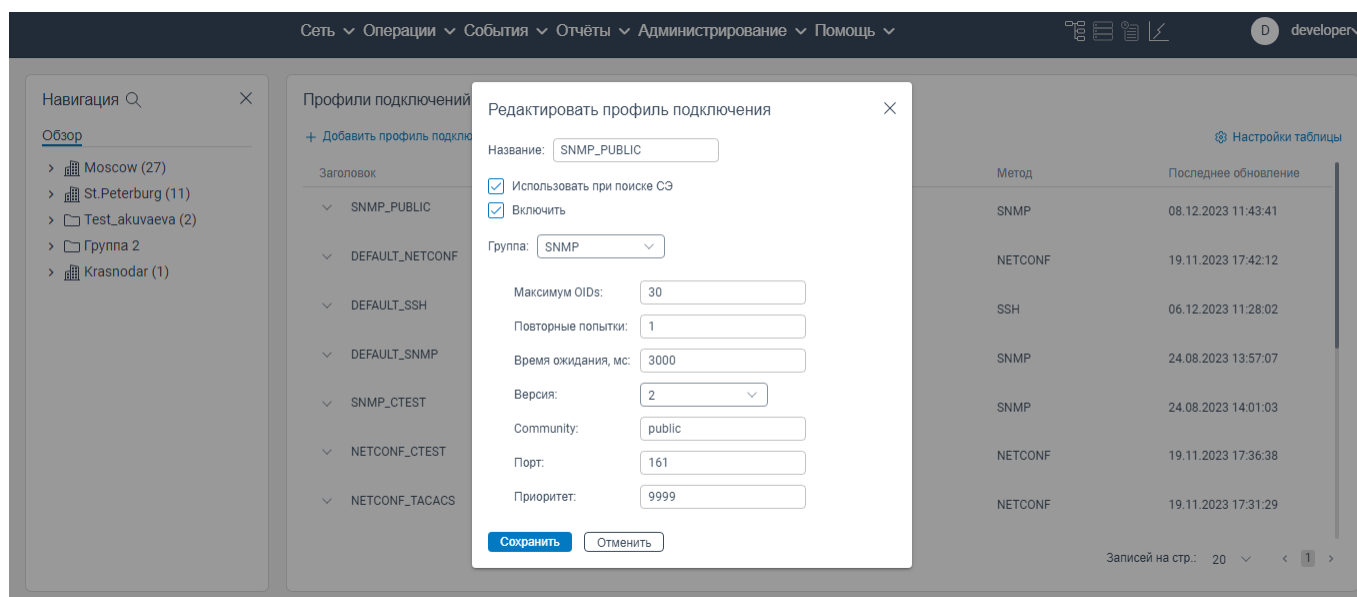 Сеть Операции События Отчёты Администрирование Помощь D developer
Навигация
Обзор
Moscow (27)
St.Peterburg (11)
Test_akuvaeva (2)
Группа 2
Krasnodar (1)
Профили подключений
+ Добавить профиль подклю
Настройки таблицы
Заголовок Метод Последнее обновление
SNMP_PUBLIC SNMP 08.12.2023 11:43:41
DEFAULT_NETCONF NETCONF 19.11.2023 17:42:12
DEFAULT_SSH SSH 06.12.2023 11:28:02
DEFAULT_SNMP SNMP 24.08.2023 13:57:07
SNMP_CTEST SNMP 24.08.2023 14:01:03
NETCONF_CTEST NETCONF 19.11.2023 17:36:38
NETCONF_TACACS NETCONF 19.11.2023 17:31:29
Записей на стр.: 20 < 1 >
Редактировать профиль подключения
Название: SNMP_PUBLIC
Использовать при поиске СЭ
Включить
Группа: SNMP
Максимум OIDs: 30
Повторные попытки: 1
Время ожидания, мс: 3000
Версия: 2
Community: public
Порт: 161
Приоритет: 9999
Сохранить Отменить